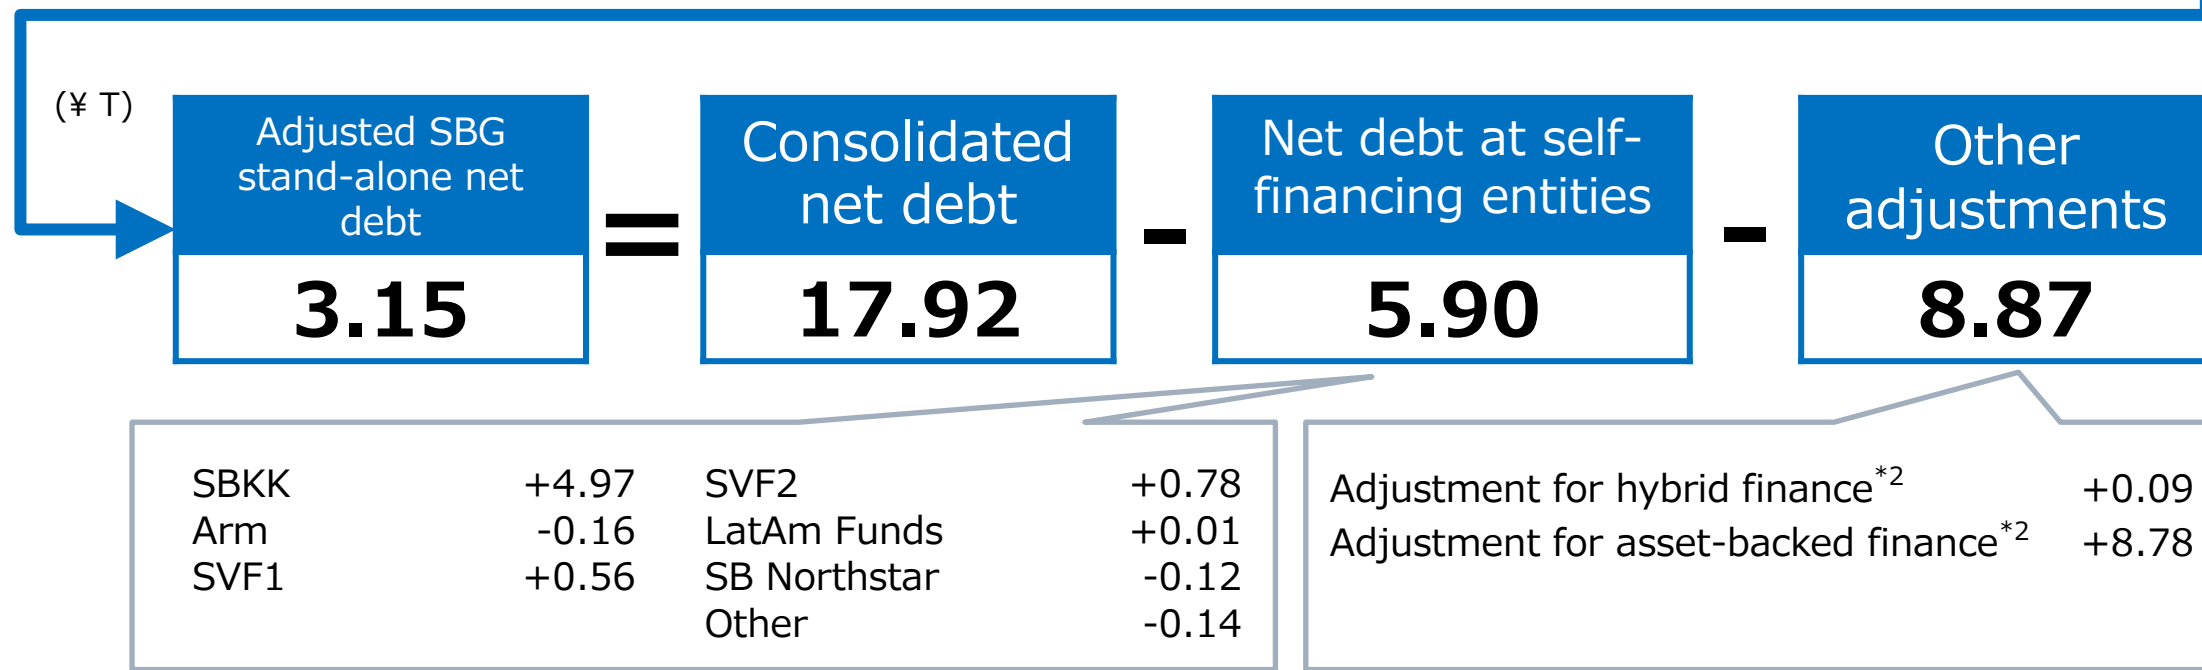 (¥ T)
Adjusted SBG
stand-alone net
debt
3.15
=
Consolidated
net debt
17.92
-
Net debt at self-
financing entities
5.90
-
Other
adjustments
8.87
SBKK +4.97
Arm -0.16
SVF1 +0.56
SVF2 +0.78
LatAm Funds +0.01
SB Northstar -0.12
Other -0.14
Adjustment for hybrid finance*2 +0.09
Adjustment for asset-backed finance*2 +8.78